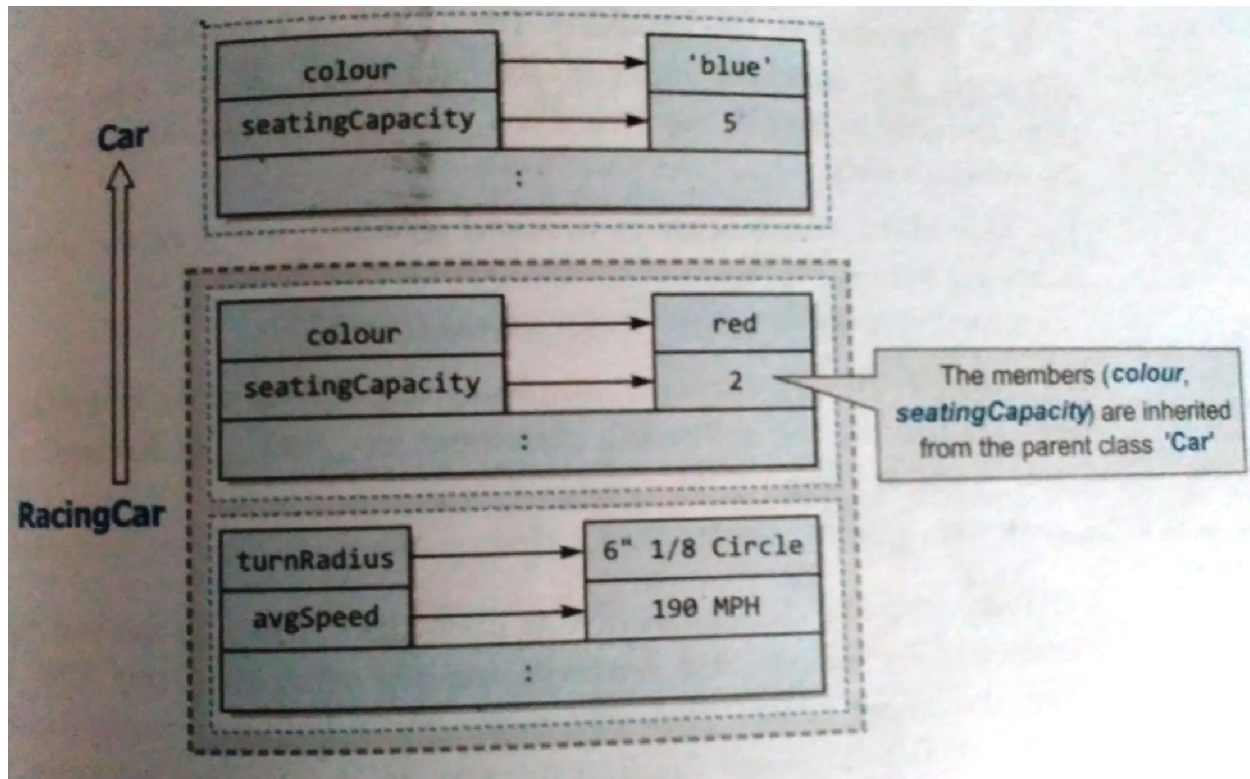 colour 'blue'
seatingCapacity 5
:
Car
colour red
seatingCapacity 2
:
The members (colour,
seatingCapacity) are inherited
from the parent class 'Car'
RacingCar
turnRadius 6" 1/8 Circle
avgSpeed 190 MPH
: